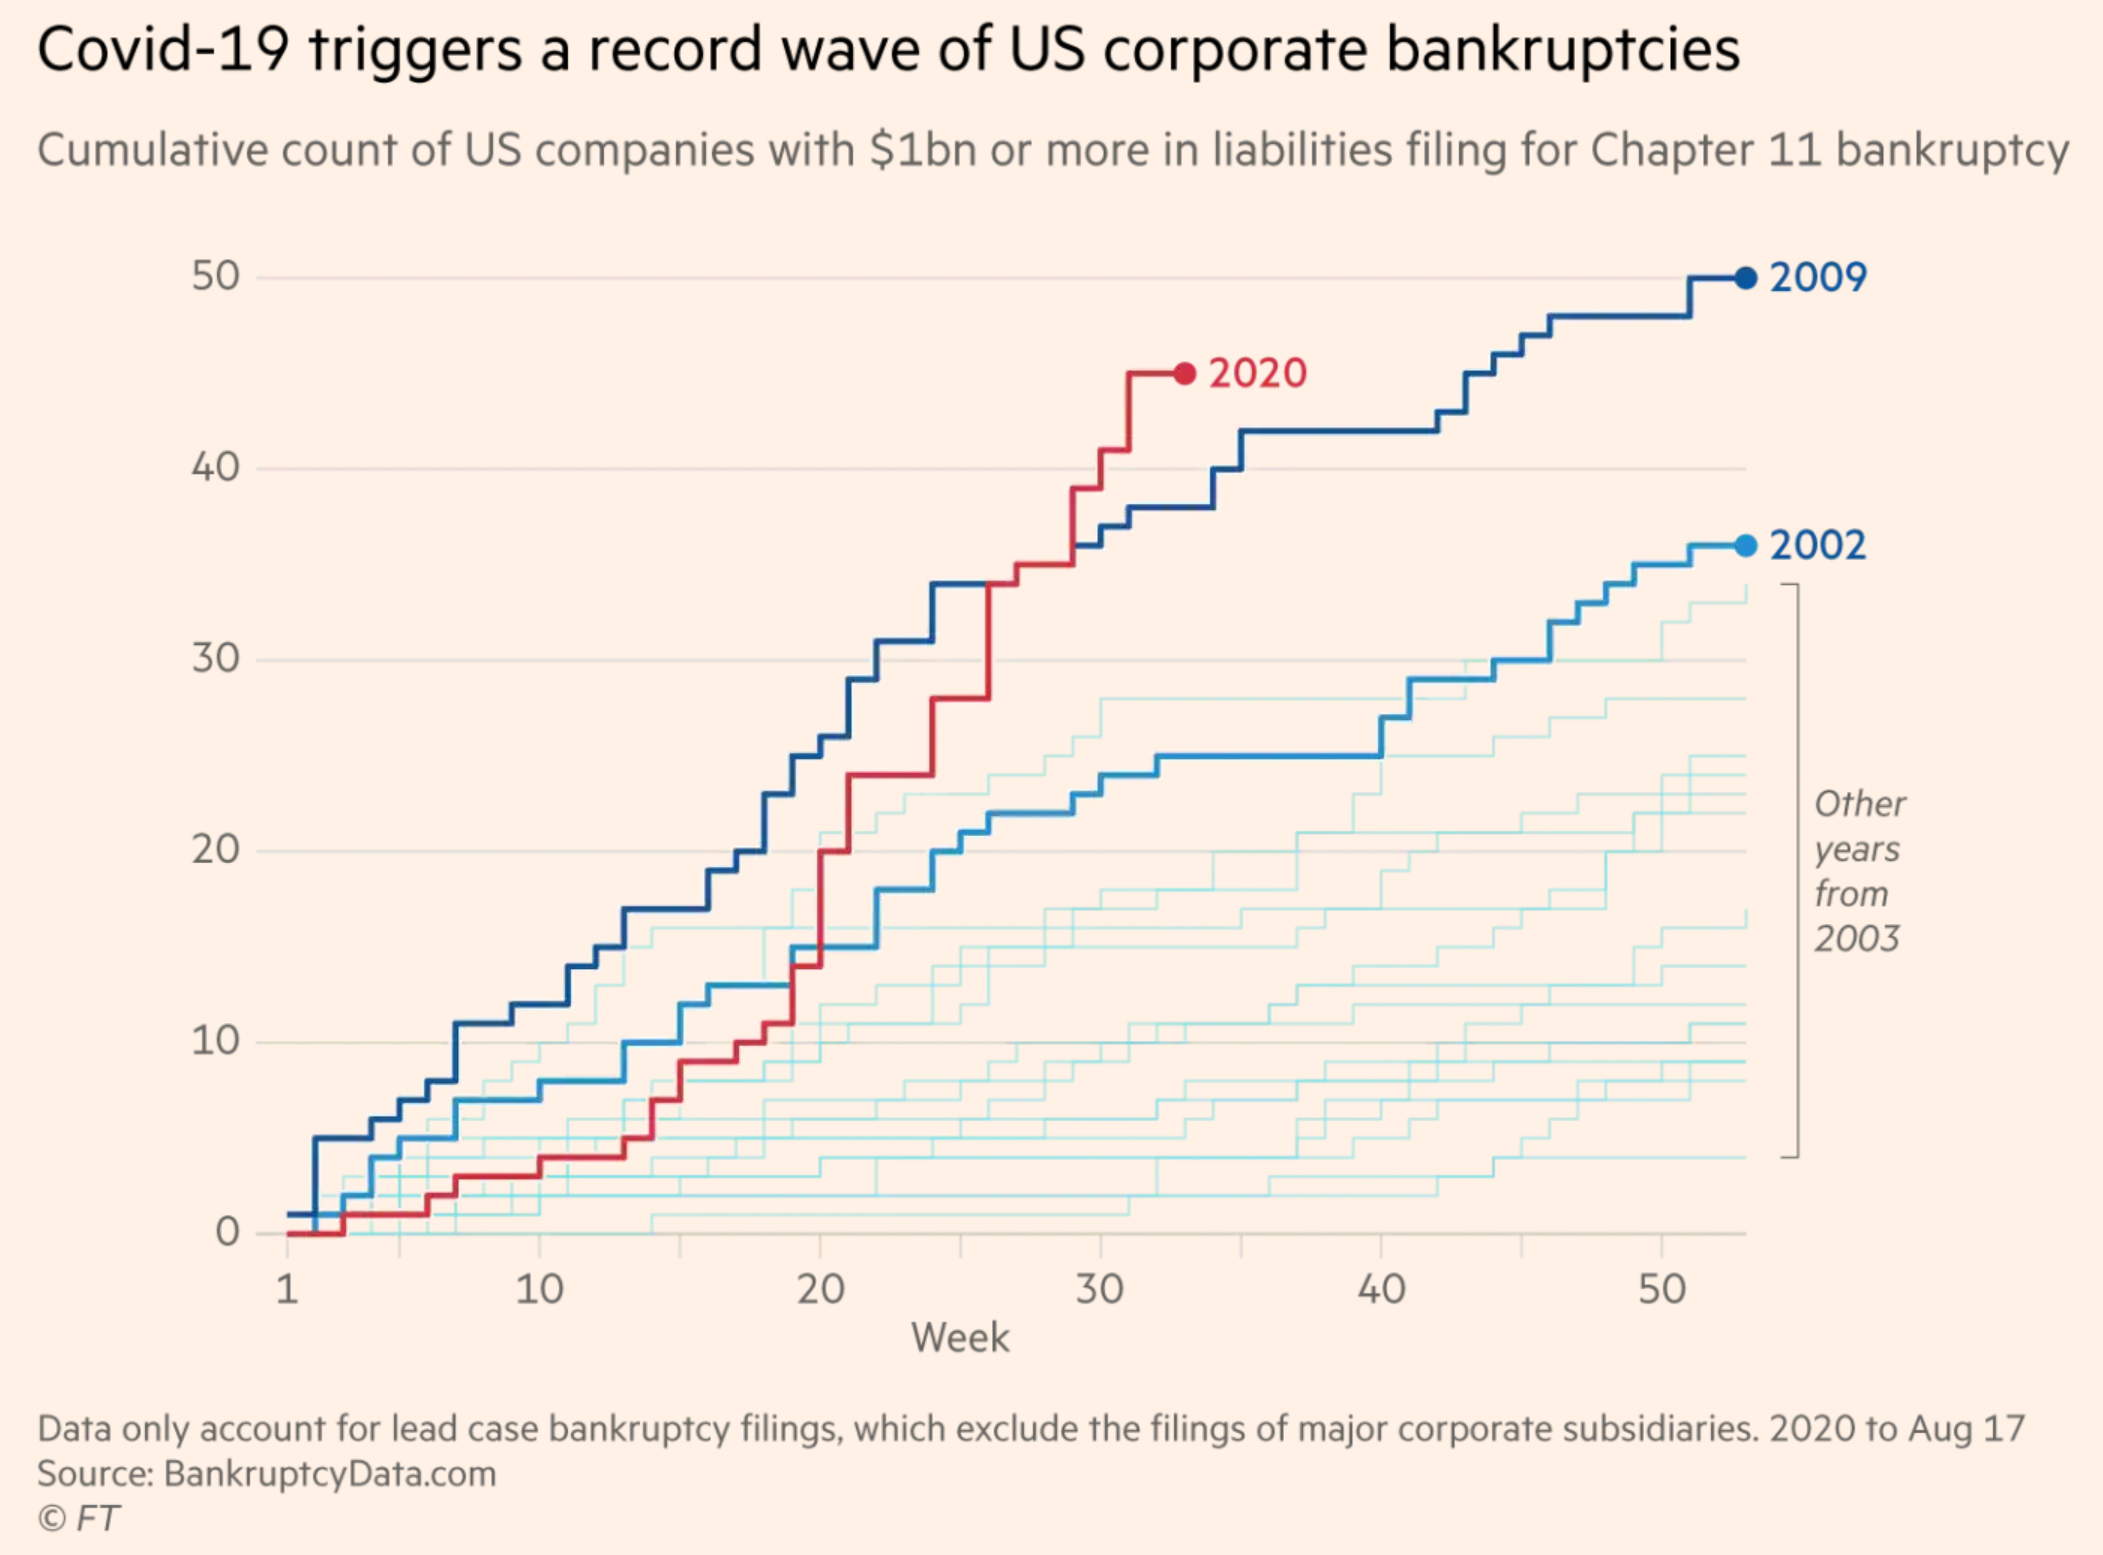 Covid-19 triggers a record wave of US corporate bankruptcies
Cumulative count of US companies with $1bn or more in liabilities filing for Chapter 11 bankruptcy
50
2009
2020
40
2002
30
Other
years
from
2003
20
10
0
1
10
20
30
40
50
Week
Data only account for lead case bankruptcy filings, which exclude the filings of major corporate subsidiaries. 2020 to Aug 17
Source: BankruptcyData.com
© FT